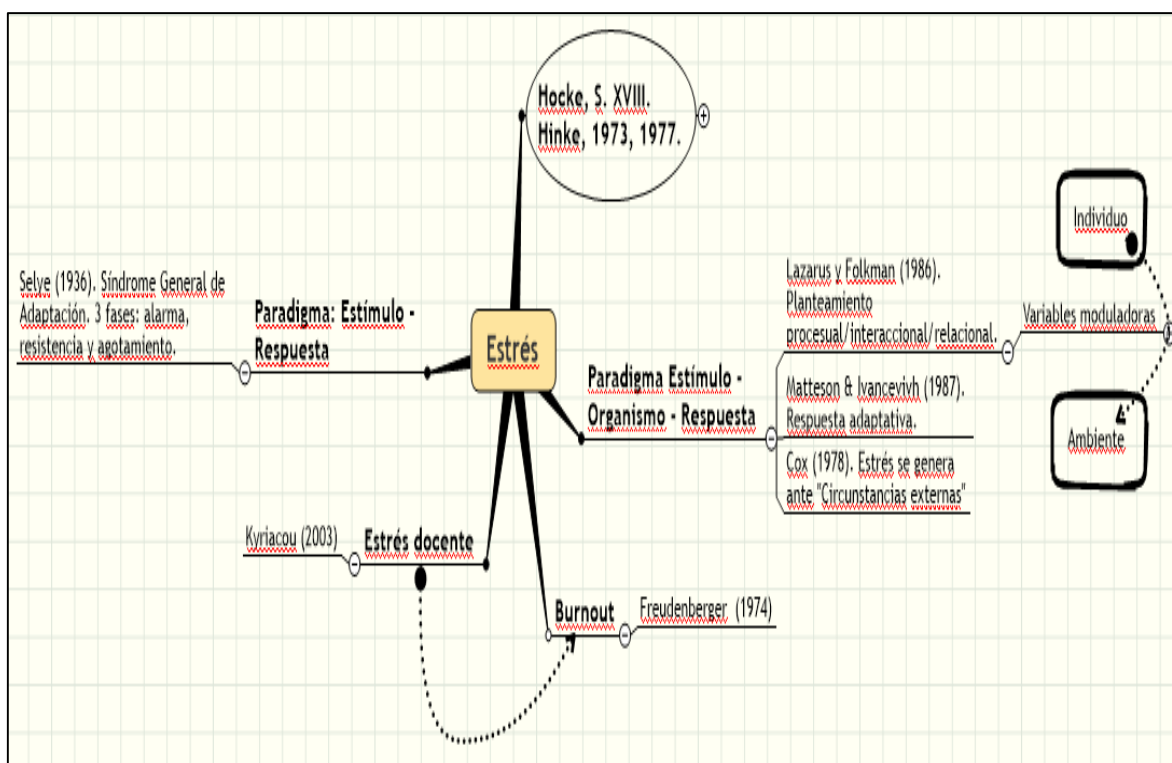 Hocke, S. XVIII.
Hinke, 1973, 1977.
Individuo
Selye (1936). Síndrome General de
Adaptación. 3 fases: alarma,
resistencia y agotamiento.
Paradigma: Estímulo -
Respuesta
Estrés
Paradigma Estímulo -
Organismo - Respuesta
Lazarus y Folkman (1986).
Planteamiento
procesual/interaccional/relacional.
Variables moduladoras
Matteson & Ivancevivh (1987).
Respuesta adaptativa.
Cox (1978). Estrés se genera
ante "Circunstancias externas"
Ambiente
Kyriacou (2003)
Estrés docente
Burnout
Freudenberger (1974)